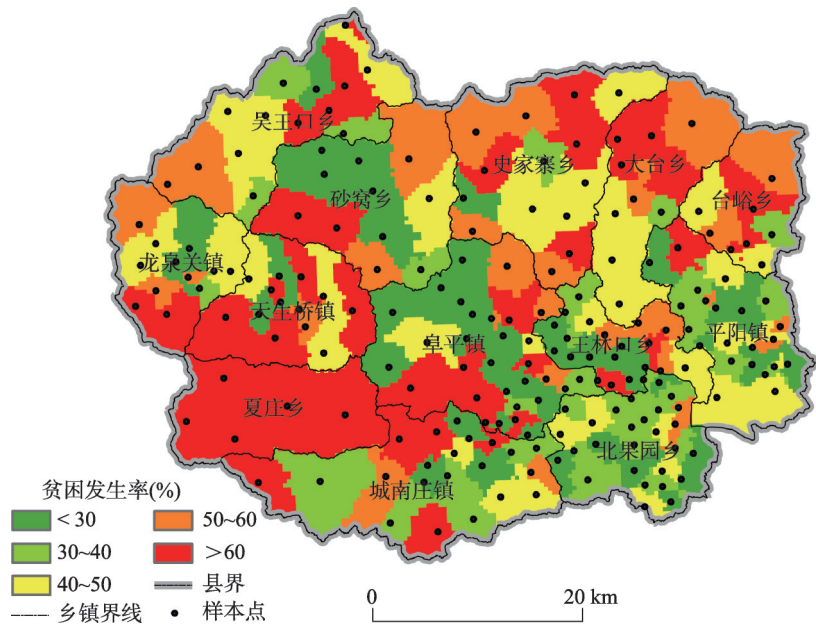 吴王口乡
史家寨乡
大台乡
砂窝乡
台峪乡
龙泉关镇
天生桥镇
阜平镇
王林口乡
平阳镇
夏庄乡
北果园乡
城南庄镇
贫困发生率(%)
<30
50~60
30~40
>60
40~50
县界
乡镇界线
样本点
0
20 km